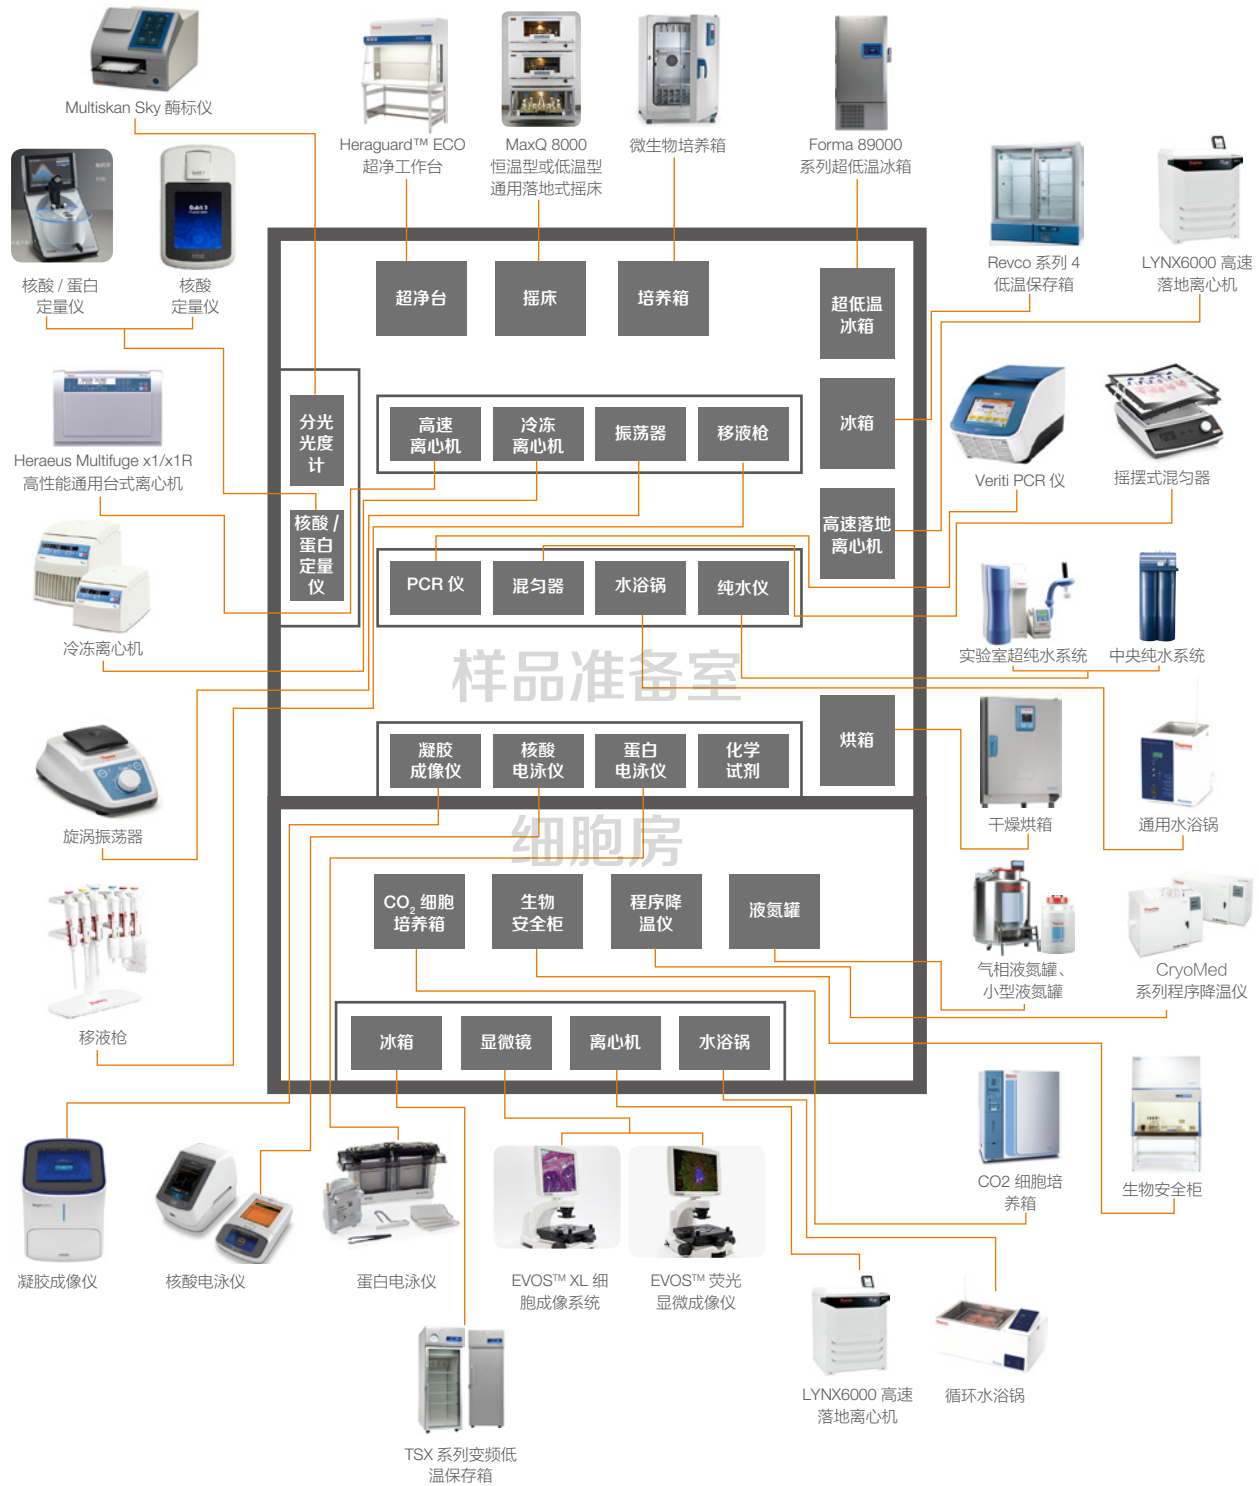 Multiskan Sky 酶标仪
Heraguard™ ECO
超净工作台
MaxQ 8000
恒温型或低温型
通用落地式摇床
微生物培养箱
Forma 89000
系列超低温冰箱
Revco 系列 4
低温保存箱
LYNX6000 高速
落地离心机
核酸 / 蛋白
定量仪
核酸
定量仪
超净台
摇床
培养箱
超低温
冰箱
分光
光度
计
高速
离心机
冷冻
离心机
振荡器
移液枪
冰箱
Heraeus Multifuge x1/x1R
高性能通用台式离心机
Veriti PCR 仪
摇摆式混匀器
核酸 /
蛋白
定量
仪
高速落地
离心机
PCR 仪
混匀器
水浴锅
纯水仪
冷冻离心机
实验室超纯水系统
中央纯水系统
样品准备室
凝胶
成像仪
核酸
电泳仪
蛋白
电泳仪
化学
试剂
烘箱
旋涡振荡器
干燥烘箱
通用水浴锅
细胞房
CO2 细胞
培养箱
生物
安全柜
程序降
温仪
液氮罐
气相液氮罐、
小型液氮罐
CryoMed
系列程序降温仪
移液枪
冰箱
显微镜
离心机
水浴锅
CO2 细胞培
养箱
生物安全柜
凝胶成像仪
核酸电泳仪
蛋白电泳仪
EVOS™ XL 细
胞成像系统
EVOS™ 荧光
显微成像仪
LYNX6000 高速
落地离心机
循环水浴锅
TSX 系列变频低
温保存箱